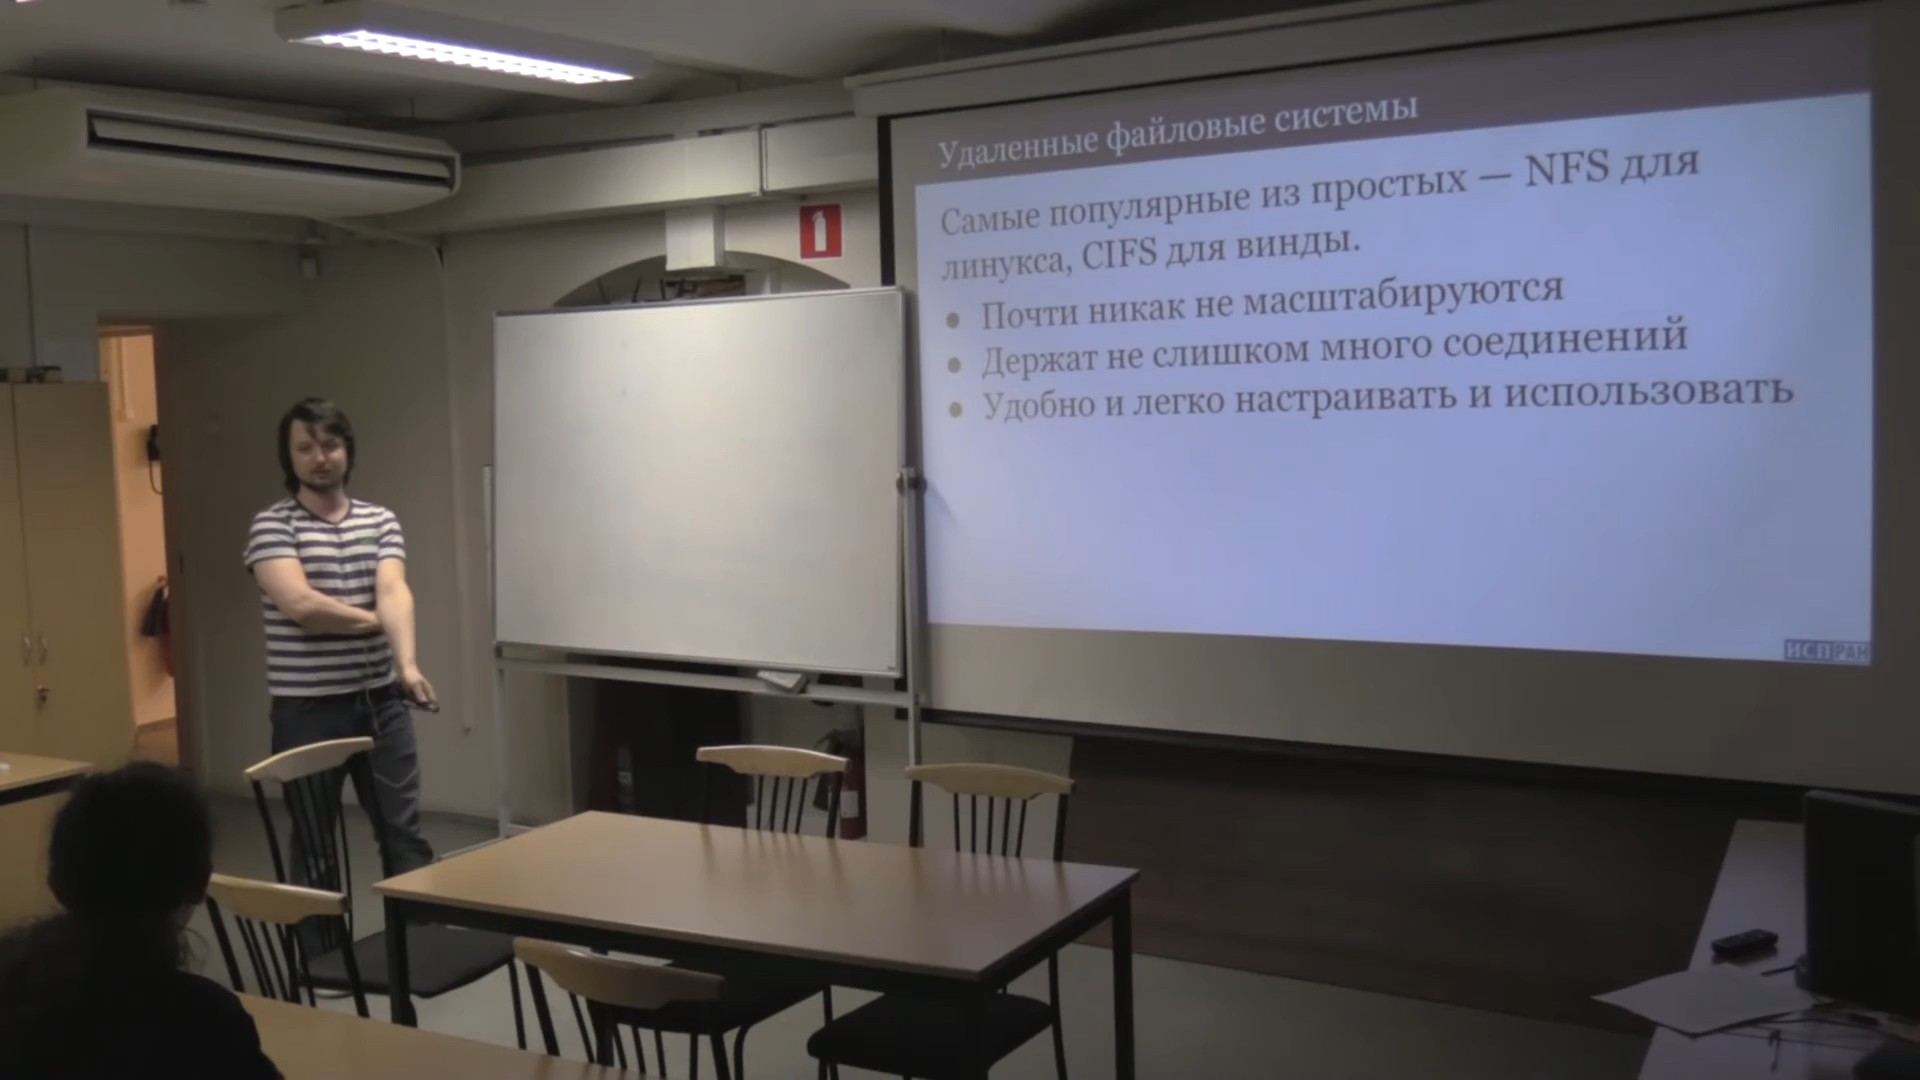 Удаленные файловые системы
Самые популярные из простых — NFS для
линукса, CIFS для винды.
● Почти никак не масштабируются
● Держат не слишком много соединений
● Удобно и легко настраивать и использовать
ИСП РАН